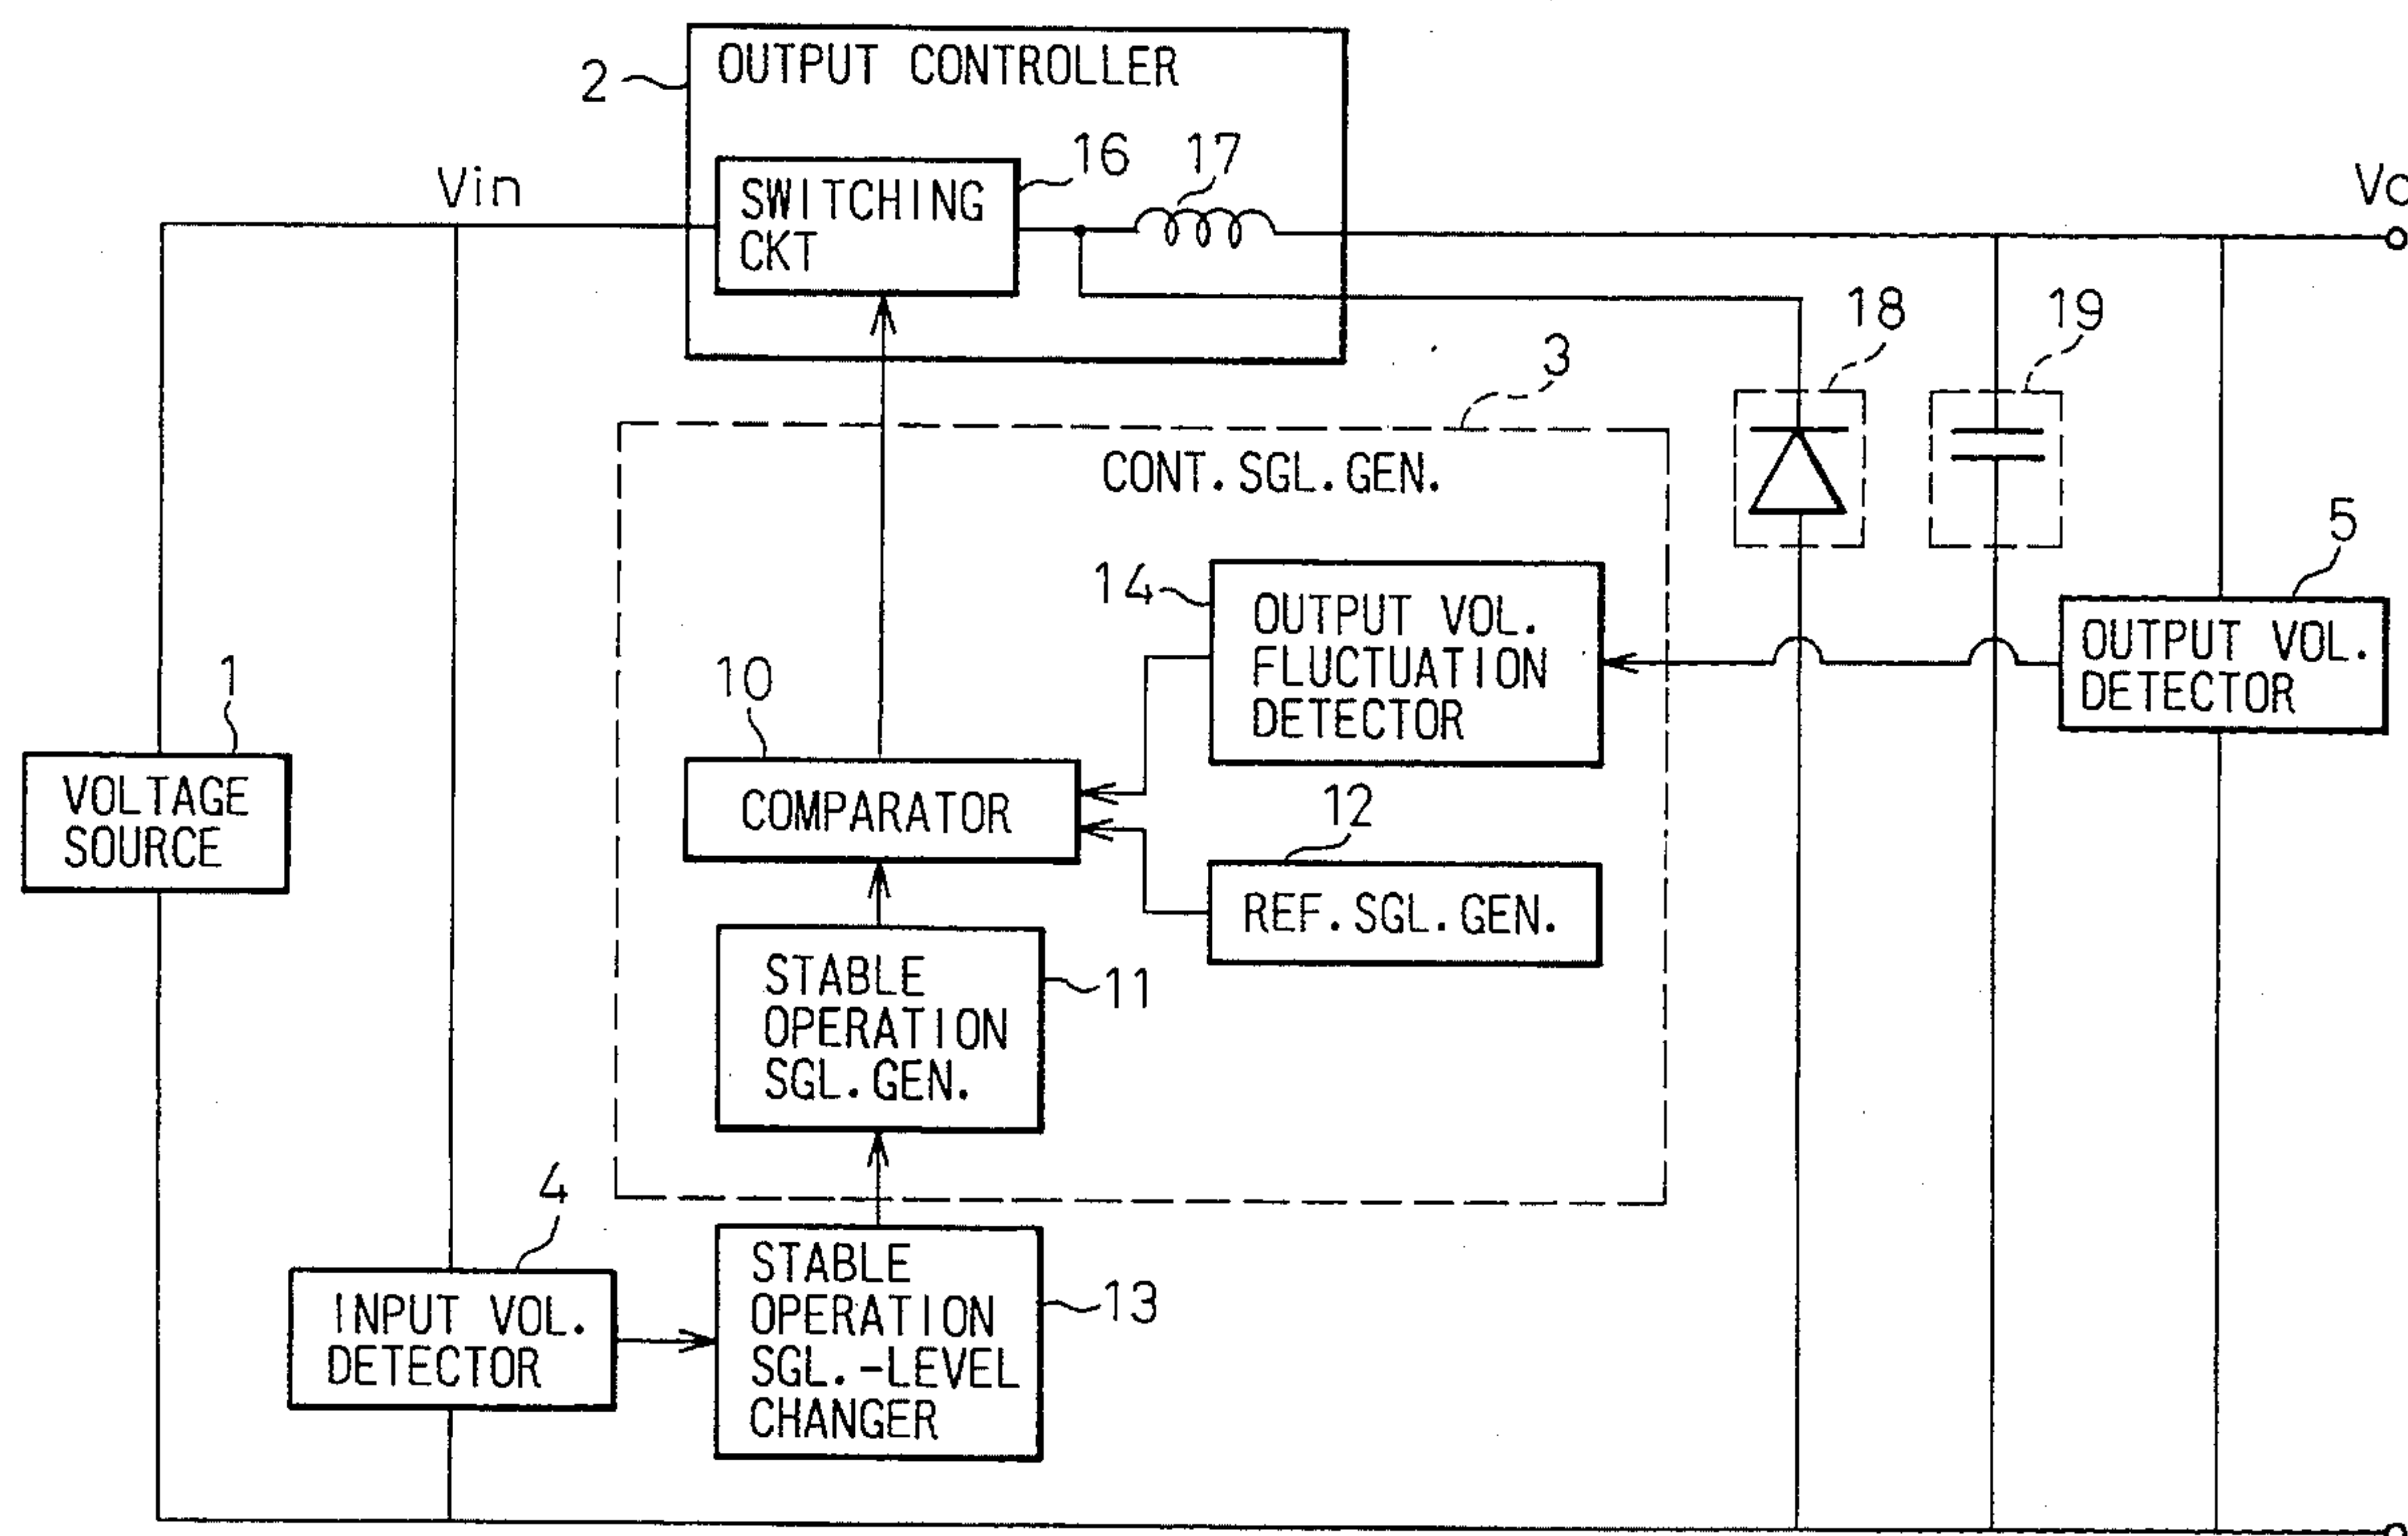 OUTPUT CONTROLLER
2
16
17
Vin
SWITCHING
CKT
18
19
3
CONT.SGL.GEN.
5
14
OUTPUT VOL.
FLUCTUATION
DETECTOR
OUTPUT VOL.
DETECTOR
1
10
VOLTAGE
SOURCE
COMPARATOR
12
REF.SGL.GEN.
STABLE
OPERATION
SGL.GEN.
11
4
INPUT VOL.
DETECTOR
STABLE
OPERATION
SGL.-LEVEL
CHANGER
13